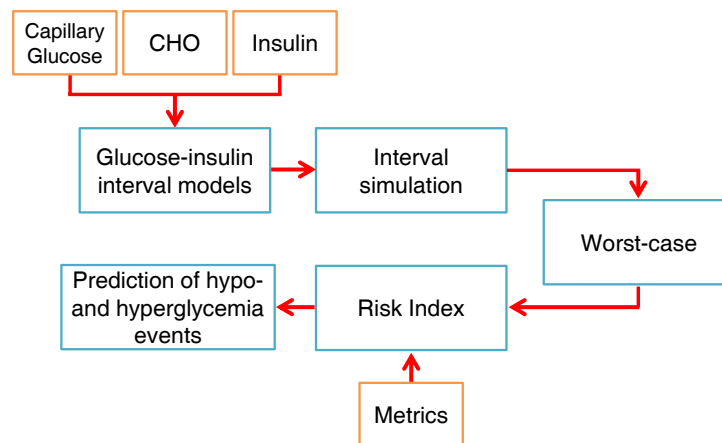 Capillary
Glucose
CHO
Insulin
Glucose-insulin
interval models
Interval
simulation
Worst-case
Prediction of hypo-
and hyperglycemia
events
Risk Index
Metrics